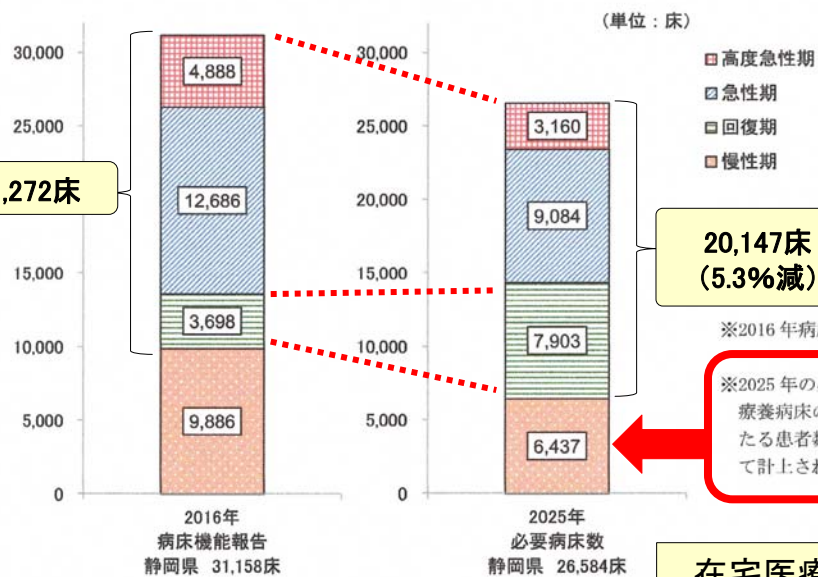 (単位：床)
30,000
25,000
20,000
15,000
10,000
5,000
0
4,888
12,686
3,698
9,886
,272床
2016年
病床機能報告
静岡県 31,158床
30,000
25,000
20,000
15,000
10,000
5,000
0
3,160
9,084
7,903
6,437
2025年
必要病床数
静岡県 26,584床
高度急性期
急性期
回復期
慢性期
20,147床
(5.3%減)
※2016 年病
※2025 年の
療養病床の
たる患者
て計上さ
在宅医療